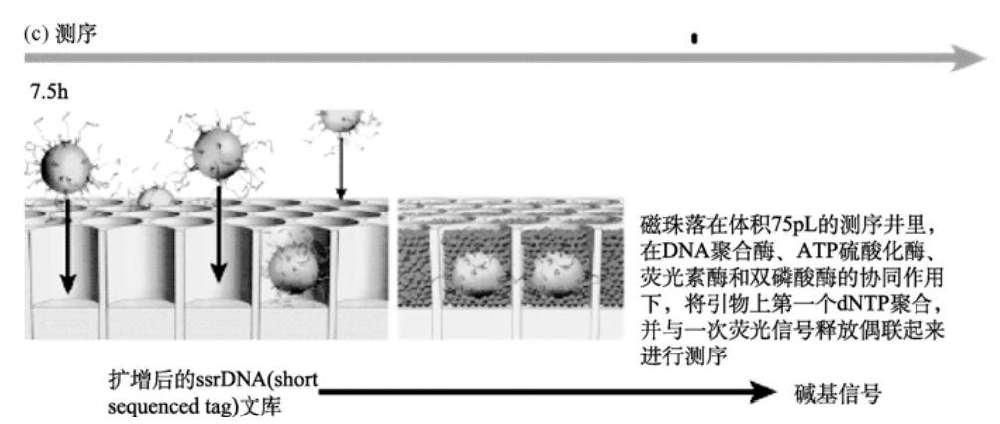 (c) 测序
7.5h
磁珠落在体积75pL的测序井里，
在DNA聚合酶、ATP硫酸化酶、
荧光素酶和双磷酸酶的协同作用
下，将引物上第一个dNTP聚合，
并与一次荧光信号释放偶联起来
进行测序
扩增后的ssrDNA(short
sequenced tag)文库
碱基信号